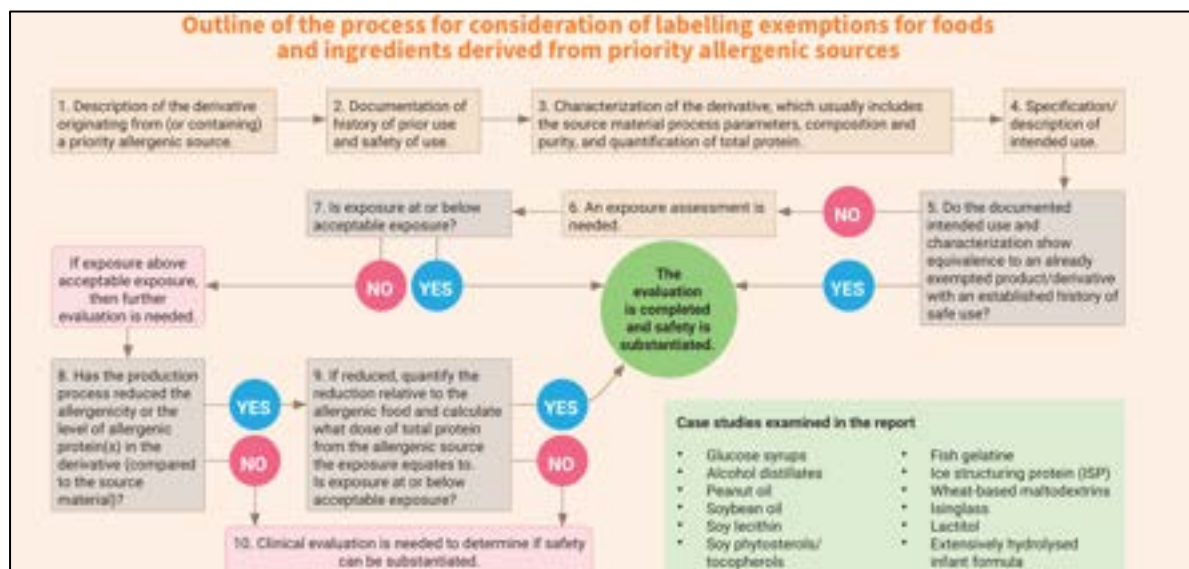 Outline of the process for consideration of labelling exemptions for foods
and ingredients derived from priority allergenic sources
1. Description of the derivative
originating from (or containing)
a priority allergenic source.
2. Documentation of
history of prior use
and safety of use.
3. Characterization of the derivative, which usually includes
the source material process parameters, composition and
purity, and quantification of total protein.
4. Specification/
description of
intended use.
5. Do the documented
intended use and
characterization show
equivalence to an already
exempted product/derivative
with an established history of
safe use?
NO
YES
6. An exposure assessment is
needed.
7. Is exposure at or below
acceptable exposure?
NO
YES
The
evaluation
is completed
and safety is
substantiated.
If exposure above
acceptable exposure,
then further
evaluation is needed.
8. Has the production
process reduced the
allergenicity or the
level of allergenic
protein(x) in the
derivative (compared
to the source
material)?
YES
NO
9. If reduced, quantify the
reduction relative to the
allergenic food and calculate
what dose of total protein
from the allergenic source
the exposure equates to.
Is exposure at or below
acceptable exposure?
YES
NO
10. Clinical evaluation is needed to determine if safety
can be substantiated.
Case studies examined in the report
• Glucose syrups
• Alcohol distillates
• Peanut oil
• Soybean oil
• Soy lecithin
• Soy phytosterols/
tocopherols
• Fish gelatine
• Ice structuring protein (ISP)
• Wheat-based maltodextrins
• Isinglass
• Lactitol
• Extensively hydrolysed
infant formula